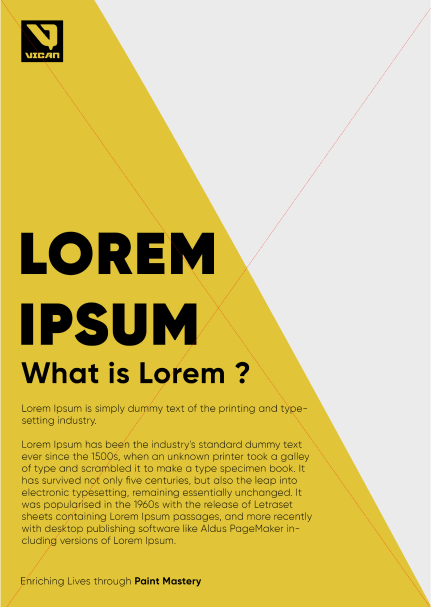 VICAN
LOREM
IPSUM
What is Lorem ?
Lorem Ipsum is simply dummy text of the printing and type-
setting industry.
Lorem Ipsum has been the industry's standard dummy text
ever since the 1500s, when an unknown printer took a galley
of type and scrambled it to make a type specimen book. It
has survived not only five centuries, but also the leap into
electronic typesetting, remaining essentially unchanged. It
was popularised in the 1960s with the release of Letraset
sheets containing Lorem Ipsum passages, and more recently
with desktop publishing software like Aldus PageMaker in-
cluding versions of Lorem Ipsum.
Enriching Lives through Paint Mastery